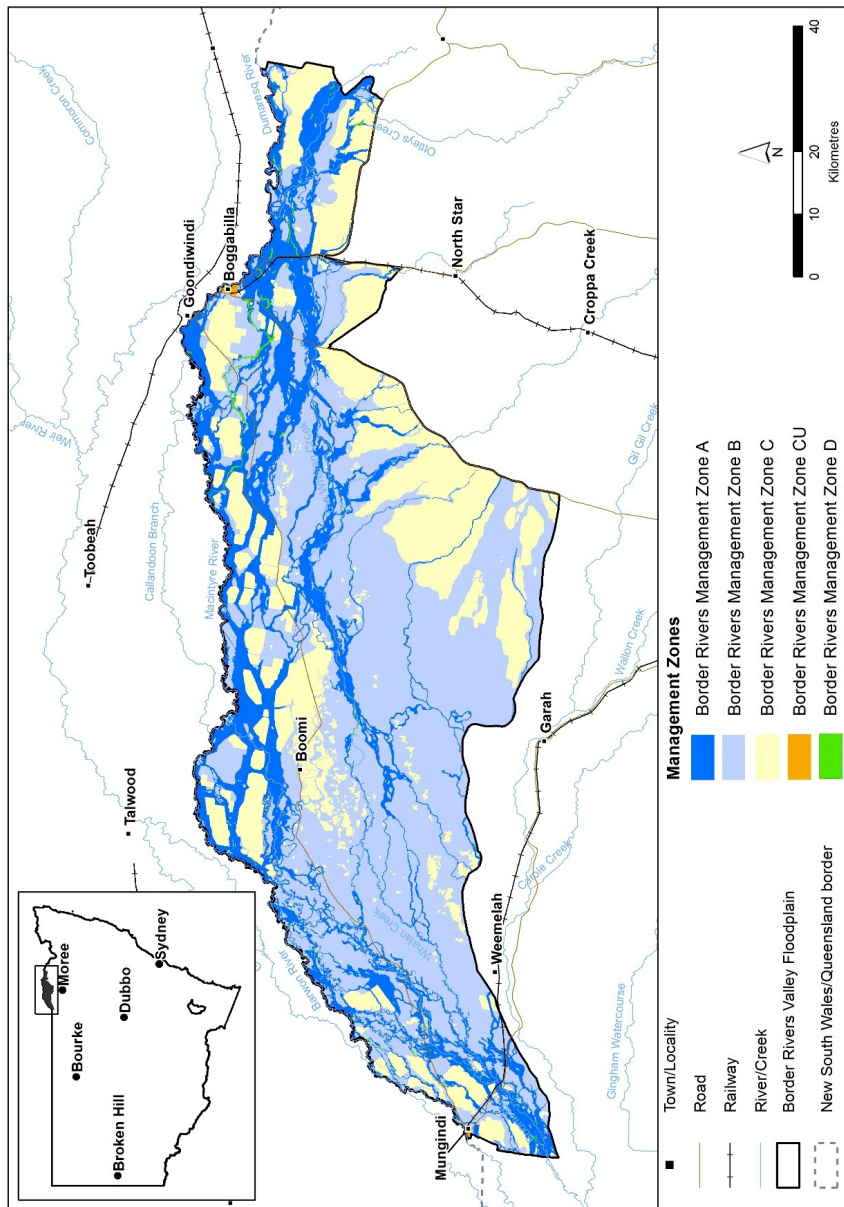 Broken Hill
Bourke
Moree
Dubbo
Sydney
Talwood
Toobeah
Weir River
Commoron Creek
Callandoon Branch
Macintyre River
Goondiwindi
Boggabilla
Dumaresq River
Ottleys Creek
Barwon River
Boomi
Whalan Creek
Mungindi
Weemelah
Garah
Carole Creek
Wallon Creek
Gil Gil Creek
Gingham Watercourse
North Star
Croppa Creek
N
0 10 20 40
Kilometres
Town/Locality
Road
Railway
River/Creek
Border Rivers Valley Floodplain
New South Wales/Queensland border
Management Zones
Border Rivers Management Zone A
Border Rivers Management Zone B
Border Rivers Management Zone C
Border Rivers Management Zone CU
Border Rivers Management Zone D